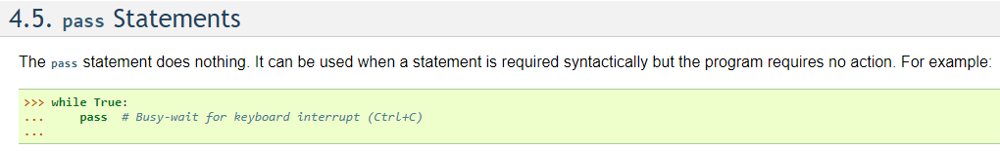 4.5. pass Statements
The pass statement does nothing. It can be used when a statement is required syntactically but the program requires no action. For example:
>>> while True:
...     pass  # Busy-wait for keyboard interrupt (Ctrl+C)
...